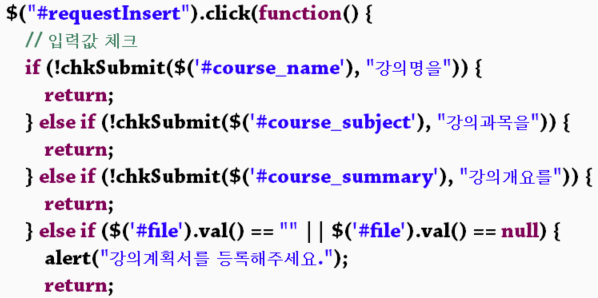 $("#requestInsert").click(function() {
// 입력값 체크
if (!chkSubmit($('#course_name'), "강의명을")) {
return;
} else if (!chkSubmit($('#course_subject'), "강의과목을")) {
return;
} else if (!chkSubmit($('#course_summary'), "강의개요를")) {
return;
} else if ($('#file').val() == "" || $('#file').val() == null) {
alert("강의계획서를 등록해주세요.");
return;